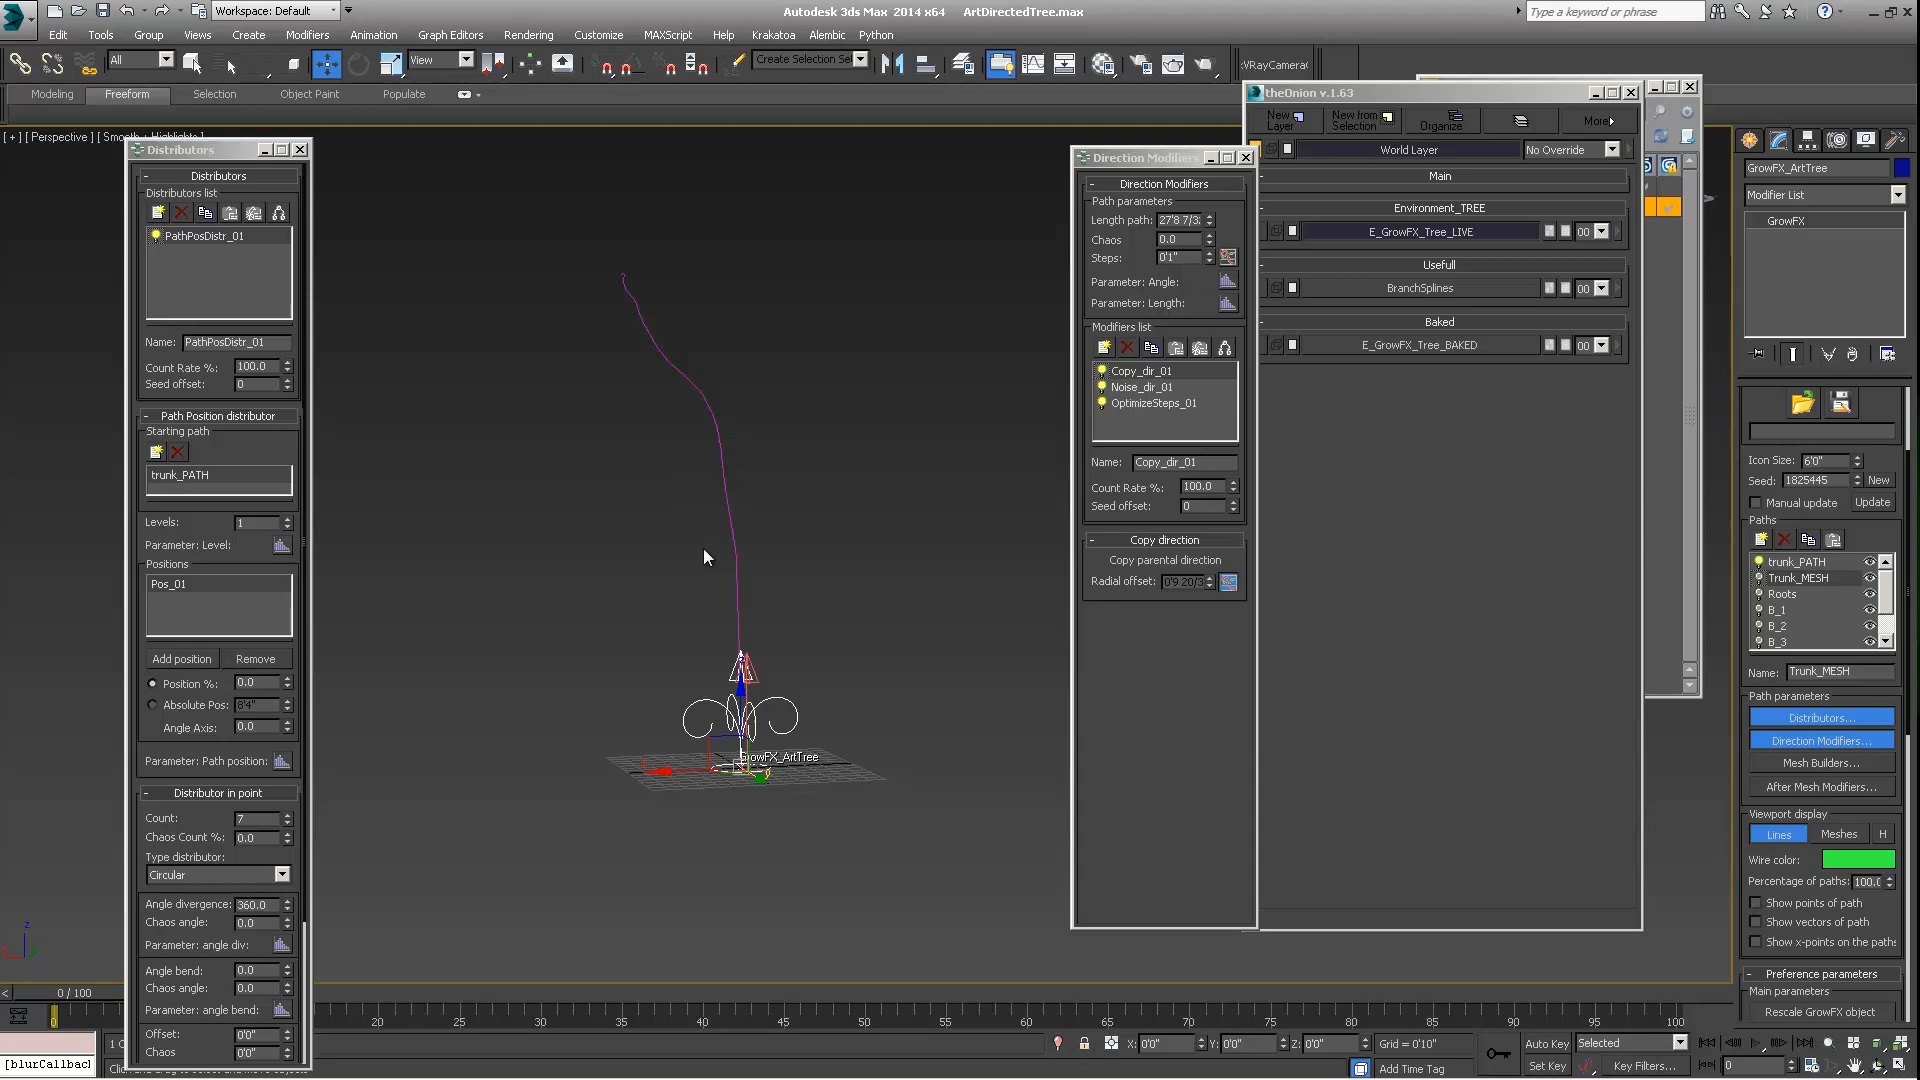 Workspace: Default
Autodesk 3ds Max 2014 x64 ArtDirectedTree.max
Type a keyword or phrase
Edit Tools Group Views Create Modifiers Animation Graph Editors Rendering Customize MAXScript Help Krakatoa Alembic Python
All
View
Create Selection Se
VRayCamera
Modeling Freeform Selection Object Paint Populate
[ + ] [ Perspective ] [ Smooth + Highlights ]
Distributors
Distributors
Distributors list
PathPosDistr_01
Name: PathPosDistr_01
Count Rate %: 100.0
Seed offset: 0
Path Position distributor
Starting path
trunk_PATH
Levels: 1
Parameter: Level:
Positions
Pos_01
Add position Remove
Position %: 0.0
Absolute Pos: 8'4"
Angle Axis: 0.0
Parameter: Path position:
Distributor in point
Count: 7
Chaos Count %: 0.0
Type distributor:
Circular
Angle divergence: 360.0
Chaos angle: 0.0
Parameter: angle div:
Angle bend: 0.0
Chaos angle: 0.0
Parameter: angle bend:
Offset: 0'0"
Chaos 0'0"
GrowFX_ArtTree
Direction Modifiers
Direction Modifiers
Path parameters
Length path: 27'8 7/3
Chaos 0.0
Steps: 0'1"
Parameter: Angle:
Parameter: Length:
Modifiers list
Copy_dir_01
Noise_dir_01
OptimizeSteps_01
Name: Copy_dir_01
Count Rate %: 100.0
Seed offset: 0
Copy direction
Copy parental direction
Radial offset: 0'9 20/3
theOnion v.1.63
New Layer
New from Selection
Organize
More
World Layer No Override
Main
Environment_TREE
E_GrowFX_Tree_LIVE 00
Usefull
BranchSplines 00
Baked
E_GrowFX_Tree_BAKED 00
GrowFX_ArtTree
Modifier List
GrowFX
Icon Size: 6'0"
Seed: 1825445 New
Manual update Update
Paths
trunk_PATH
Trunk_MESH
Roots
B_1
B_2
B_3
Name: Trunk_MESH
Path parameters
Distributors...
Direction Modifiers...
Mesh Builders...
After Mesh Modifiers...
Viewport display
Lines Meshes H
Wire color:
Percentage of paths: 100.0
Show points of path
Show vectors of path
Show x-points on the paths
Preference parameters
Main parameters
Rescale GrowFX object
0 / 100
0 20 25 30 35 40 45 50 55 60 65 70 75 80 85 90 95 100
X: 0'0" Y: 0'0" Z: 0'0" Grid = 0'10"
Add Time Tag
Auto Key Selected
Set Key Key Filters...
0
[blurCallbac